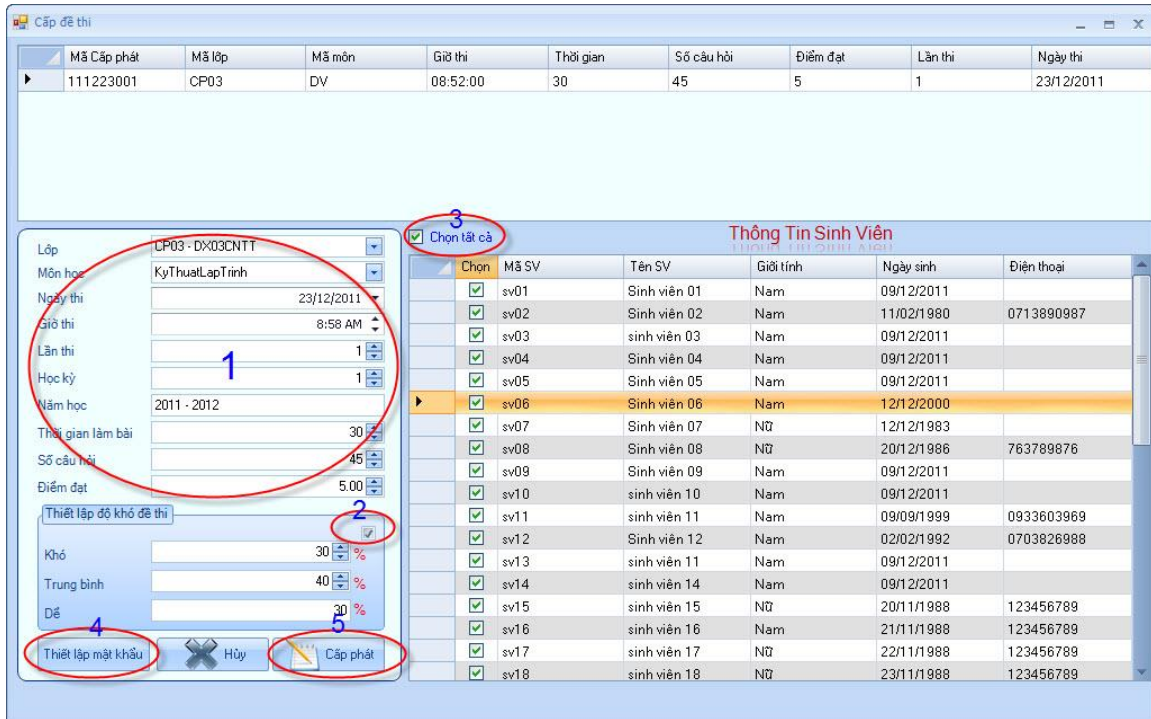 Cấp đề thi
Mã Cấp phát Mã lớp Mã môn Giờ thi Thời gian Số câu hỏi Điểm đạt Lần thi Ngày thi
111223001 CP03 DV 08:52:00 30 45 5 1 23/12/2011
3
Chọn tất cả
Thông Tin Sinh Viên
Lớp CP03 - DX03CNTT
Môn học KyThuatLapTrinh
Ngày thi 23/12/2011
Giờ thi 8:58 AM
Lần thi 1
1
Học kỳ 1
Năm học 2011 - 2012
Thời gian làm bài 30
Số câu hỏi 45
Điểm đạt 5.00
Thiết lập độ khó đề thi
2
Khó 30 %
Trung bình 40 %
Dể 30 %
4
5
Thiết lập mật khẩu Hủy Cấp phát
Chọn Mã SV Tên SV Giới tính Ngày sinh Điện thoại
sv01 Sinh viên 01 Nam 09/12/2011
sv02 Sinh viên 02 Nam 11/02/1980 0713890987
sv03 sinh viên 03 Nam 09/12/2011
sv04 Sinh viên 04 Nam 09/12/2011
sv05 Sinh viên 05 Nam 09/12/2011
sv06 Sinh viên 06 Nam 12/12/2000
sv07 Sinh viên 07 Nữ 12/12/1983
sv08 Sinh viên 08 Nữ 20/12/1986 763789876
sv09 Sinh viên 09 Nam 09/12/2011
sv10 sinh viên 10 Nam 09/12/2011
sv11 sinh viên 11 Nam 09/09/1999 0933603969
sv12 Sinh viên 12 Nam 02/02/1992 0703826988
sv13 sinh viên 11 Nam 09/12/2011
sv14 sinh viên 14 Nam 09/12/2011
sv15 sinh viên 15 Nữ 20/11/1988 123456789
sv16 sinh viên 16 Nam 21/11/1988 123456789
sv17 sinh viên 17 Nữ 22/11/1988 123456789
sv18 sinh viên 18 Nữ 23/11/1988 123456789